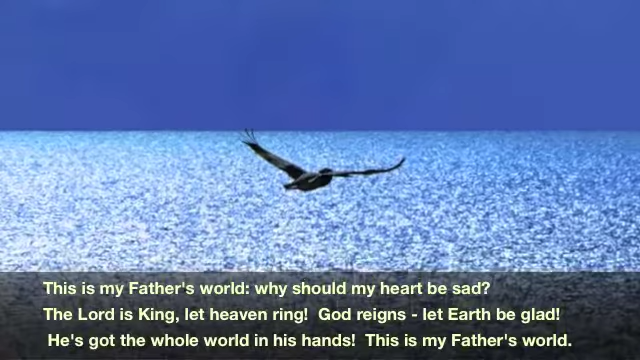 This is my Father's world: why should my heart be sad?
The Lord is King, let heaven ring!  God reigns - let Earth be glad!
He's got the whole world in his hands!  This is my Father's world.